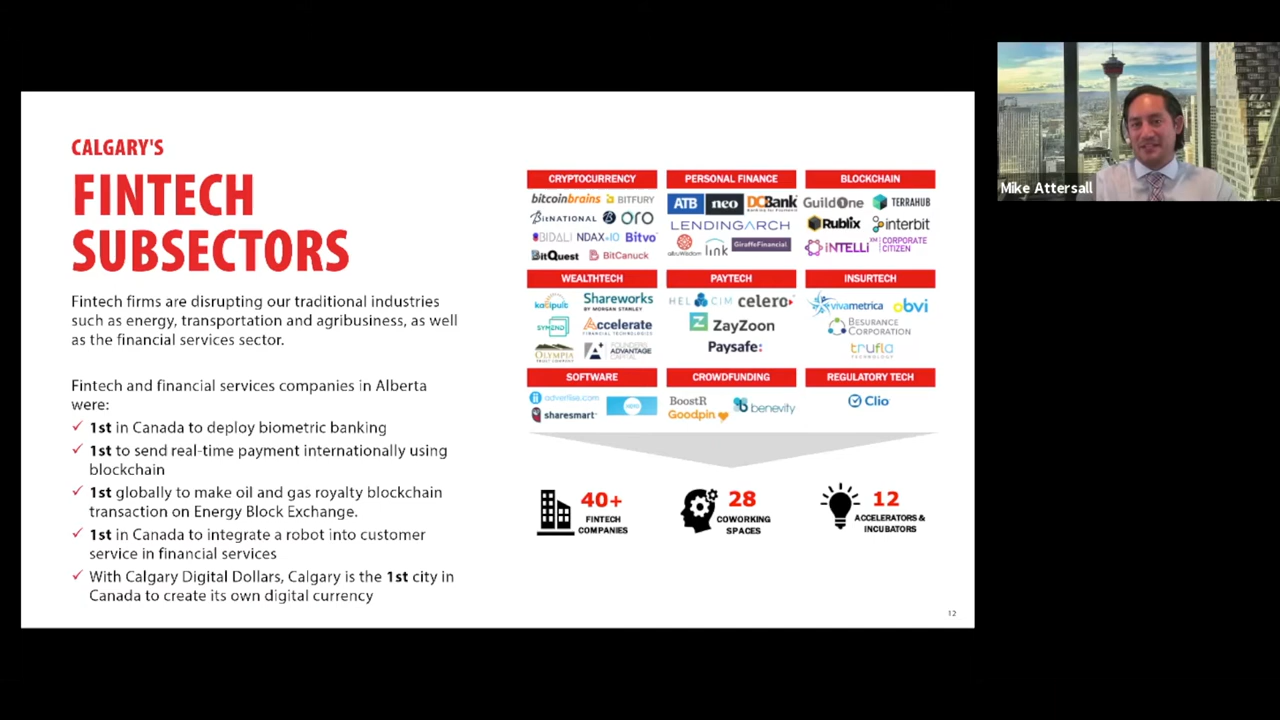 CALGARY'S
FINTECH
SUBSECTORS
Fintech firms are disrupting our traditional industries
such as energy, transportation and agribusiness, as well
as the financial services sector.
Fintech and financial services companies in Alberta
were:
1st in Canada to deploy biometric banking
1st to send real-time payment internationally using
blockchain
1st globally to make oil and gas royalty blockchain
transaction on Energy Block Exchange.
1st in Canada to integrate a robot into customer
service in financial services
With Calgary Digital Dollars, Calgary is the 1st city in
Canada to create its own digital currency
CRYPTOCURRENCY
bitcoinbrains BITFURY
BITNATIONAL ORO
BIDALI NDAX.IO Bitvo
BitQuest BitCanuck
PERSONAL FINANCE
ATB neo DCBank
LENDINGARCH
link GiraffeFinancial
BLOCKCHAIN
GuildOne TERRAHUB
Rublix interbit
iNTELLi CORPORATE
CITIZEN
WEALTHTECH
katipult Shareworks
BY MORGAN STANLEY
SYMEND Accelerate
FINANCIAL TECHNOLOGIES
OLYMPIA
TRUST COMPANY
FOUNDERS
ADVANTAGE
CAPITAL
PAYTECH
HELCIM celero
ZayZoon
Paysafe:
INSURTECH
vivametrica obvi
BESURANCE
CORPORATION
trufla
TECHNOLOGY
SOFTWARE
sharesmart
CROWDFUNDING
BoostR
Goodpin benevity
REGULATORY TECH
Clio
40+
FINTECH
COMPANIES
28
COWORKING
SPACES
12
ACCELERATORS &
INCUBATORS
12
Mike Attersall